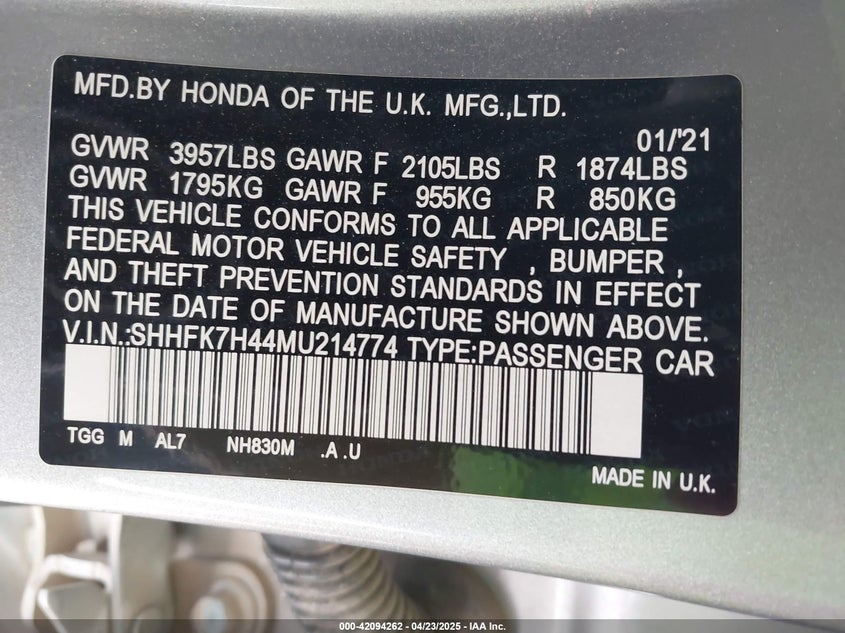 MFD.BY HONDA OF THE U.K. MFG.,LTD.
01/'21
GVWR 3957LBS GAWR F 2105LBS R 1874LBS
GVWR 1795KG GAWR F 955KG R 850KG
THIS VEHICLE CONFORMS TO ALL APPLICABLE
FEDERAL MOTOR VEHICLE SAFETY , BUMPER ,
AND THEFT PREVENTION STANDARDS IN EFFECT
ON THE DATE OF MANUFACTURE SHOWN ABOVE.
V.I.N.:SHHFK7H44MU214774 TYPE:PASSENGER CAR
TGG M AL7 NH830M .A .U
MADE IN U.K.
000-42094262 - 04/23/2025 - IAA Inc.